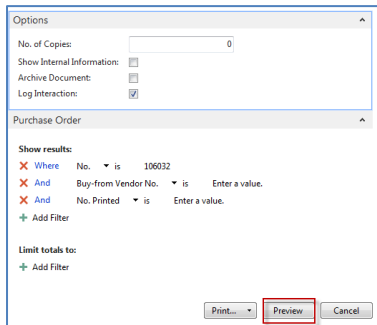 Options
No. of Copies: 0
Show Internal Information:
Archive Document:
Log Interaction:
Purchase Order
Show results:
Where No. is 106032
And Buy-from Vendor No. is Enter a value.
And No. Printed is Enter a value.
Add Filter
Limit totals to:
Add Filter
Print... Preview Cancel